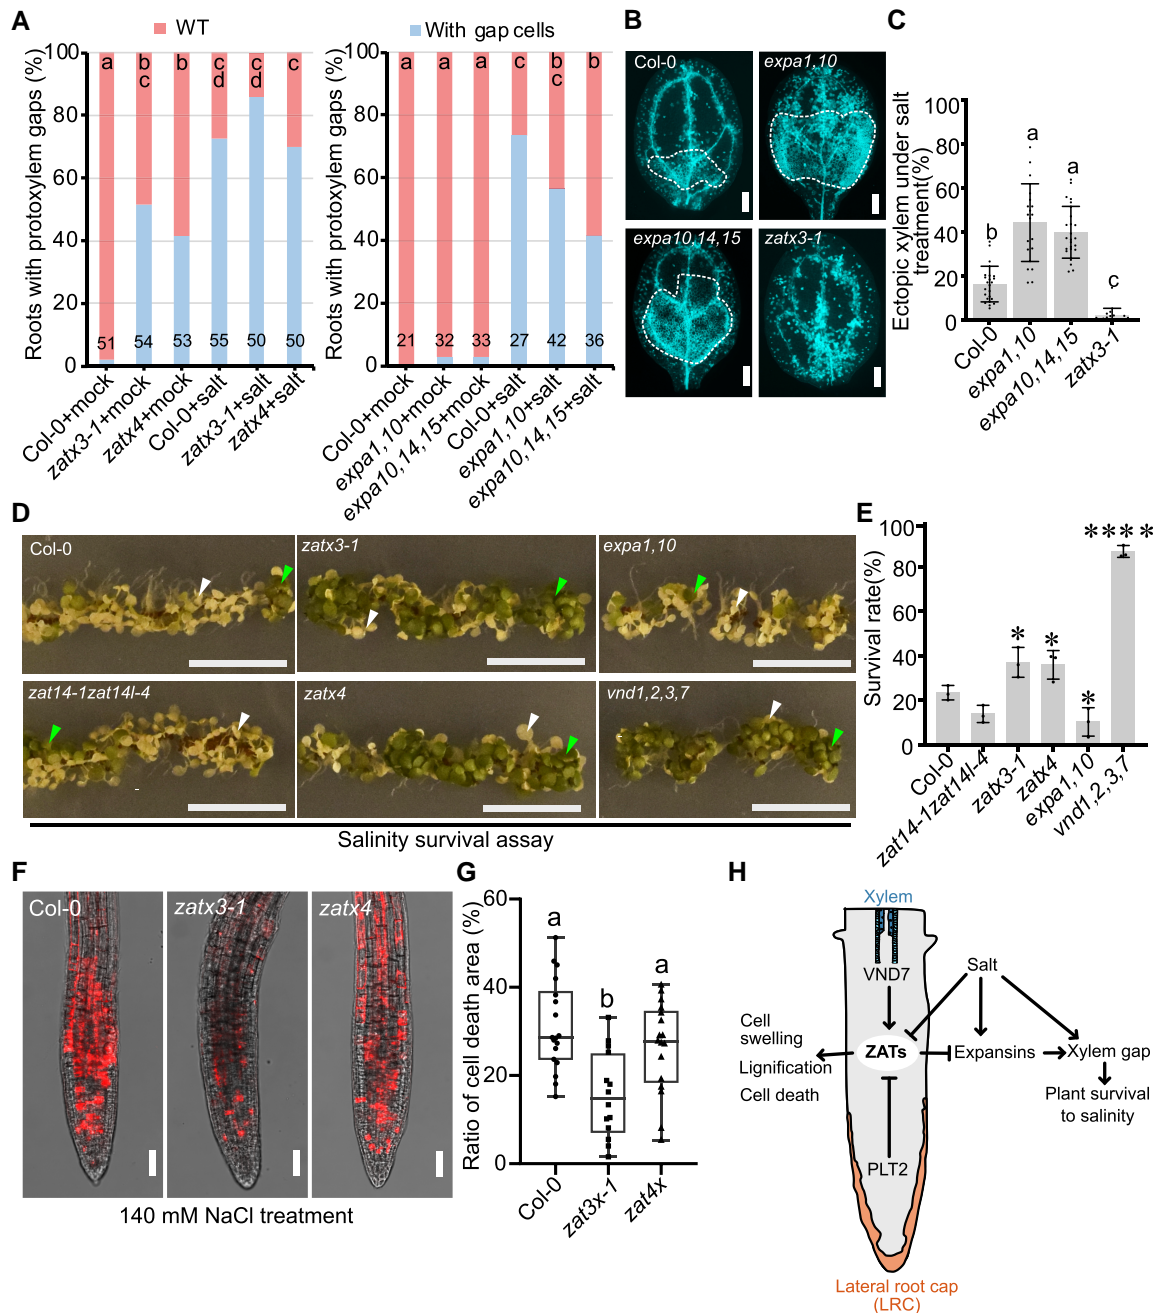 A
WT
With gap cells
Roots with protoxylem gaps (%)
100
80
60
40
20
0
a
b
c
b
c
d
c
d
c
51
54
53
55
50
50
Col-0+mock
zatx3-1+mock
zatx4+mock
Col-0+salt
zatx3-1+salt
zatx4+salt
Roots with protoxylem gaps (%)
100
80
60
40
20
0
a
a
a
c
b
c
b
21
32
33
27
42
36
Col-0+mock
expa1,10+mock
expa10,14,15+mock
Col-0+salt
expa1,10+salt
expa10,14,15+salt
B
Col-0
expa1,10
expa10,14,15
zatx3-1
C
Ectopic xylem under salt
treatment(%)
100
80
60
40
20
0
b
a
a
c
Col-0
expa1,10
expa10,14,15
zatx3-1
D
Col-0
zatx3-1
expa1,10
zat14-1zat14l-4
zatx4
vnd1,2,3,7
Salinity survival assay
E
Survival rate(%)
100
80
60
40
20
0
*
*
*
****
Col-0
zat14-1zat14l-4
zatx3-1
zatx4
expa1,10
vnd1,2,3,7
F
Col-0
zatx3-1
zatx4
140 mM NaCl treatment
G
Ratio of cell death area (%)
60
40
20
0
a
b
a
Col-0
zat3x-1
zat4x
H
Xylem
VND7
Salt
Cell
swelling
Lignification
Cell death
ZATs
Expansins
Xylem gap
Plant survival
to salinity
PLT2
Lateral root cap
(LRC)